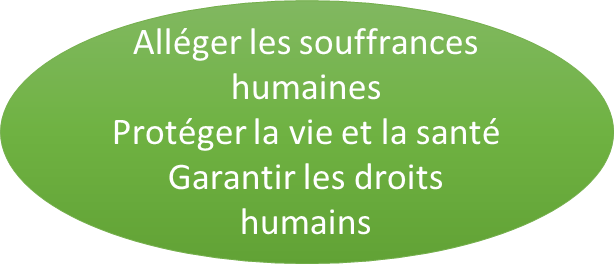 Alléger les souffrances
humaines
Protéger la vie et la santé
Garantir les droits
humains